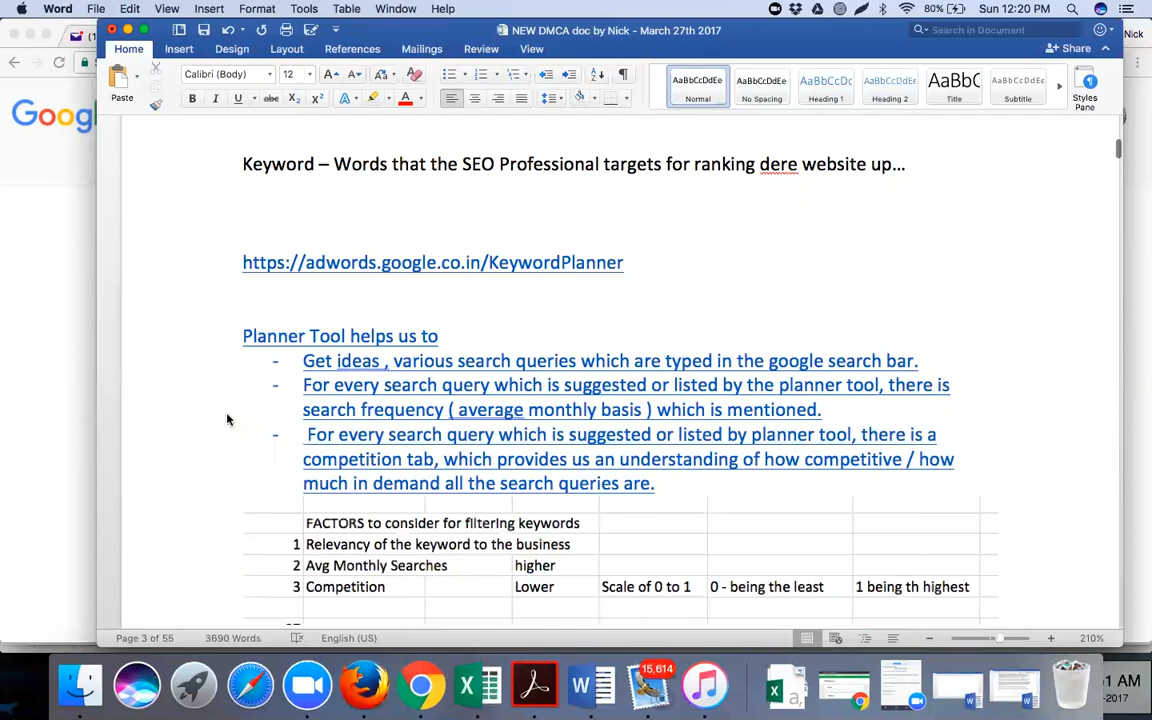 Word File Edit View Insert Format Tools Table Window Help 80% Sun 12:20 PM
NEW DMCA doc by Nick - March 27th 2017 Search in Document Nick
Home Insert Design Layout References Mailings Review View Share
Paste Calibri (Body) 12 AaBbCcDdEe AaBbCcDdEe AaBbCcDc AaBbCcDdEe AaBbC AaBbCcDdEe
B I U abc X₂ X² A Normal No Spacing Heading 1 Heading 2 Title Subtitle Styles Pane
Googl
Keyword – Words that the SEO Professional targets for ranking dere website up...
https://adwords.google.co.in/KeywordPlanner
Planner Tool helps us to
- Get ideas , various search queries which are typed in the google search bar.
- For every search query which is suggested or listed by the planner tool, there is
search frequency ( average monthly basis ) which is mentioned.
- For every search query which is suggested or listed by planner tool, there is a
competition tab, which provides us an understanding of how competitive / how
much in demand all the search queries are.
FACTORS to consider for filtering keywords
1 Relevancy of the keyword to the business
2 Avg Monthly Searches higher
3 Competition Lower Scale of 0 to 1 0 - being the least 1 being th highest
Page 3 of 55 3690 Words English (US) 210%
15,614
51 AM
-2017